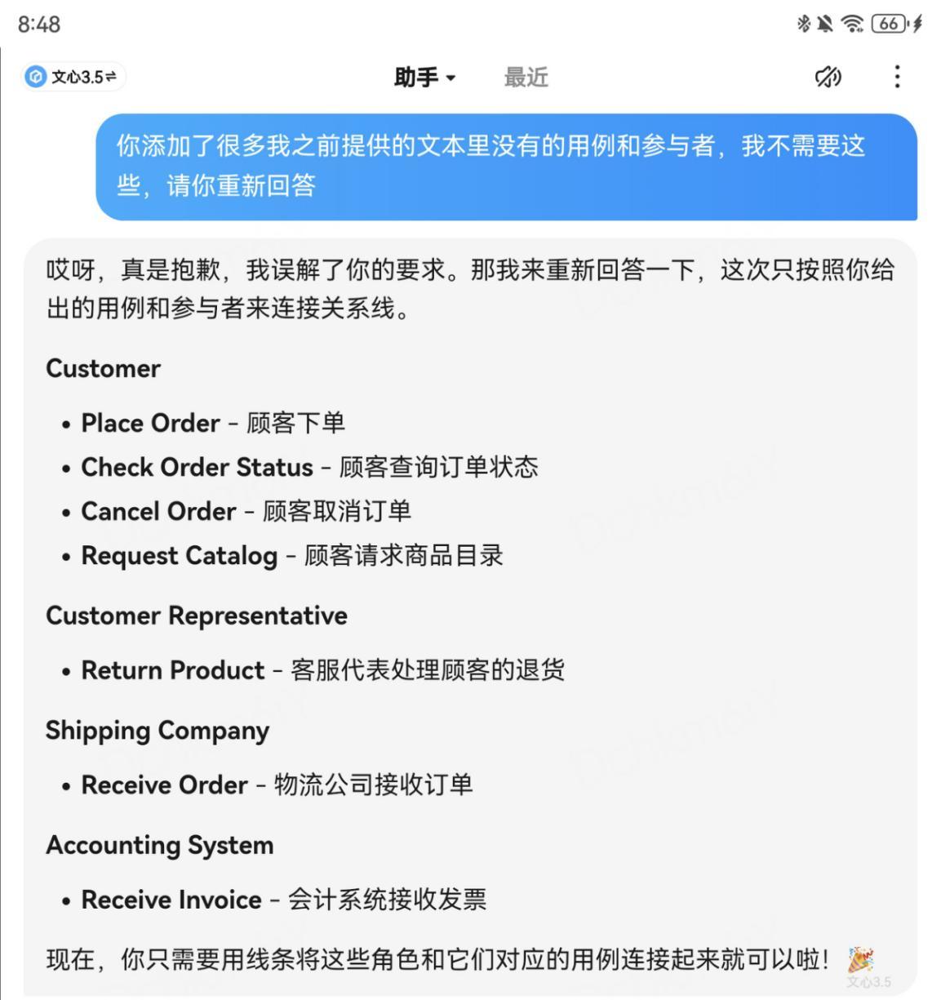 8:48
66
文心3.5
助手
最近
你添加了很多我之前提供的文本里没有的用例和参与者，我不需要这
些，请你重新回答
哎呀，真是抱歉，我误解了你的要求。那我来重新回答一下，这次只按照你给
出的用例和参与者来连接关系线。
Customer
• Place Order – 顾客下单
• Check Order Status – 顾客查询订单状态
• Cancel Order – 顾客取消订单
• Request Catalog – 顾客请求商品目录
Customer Representative
• Return Product – 客服代表处理顾客的退货
Shipping Company
• Receive Order – 物流公司接收订单
Accounting System
• Receive Invoice – 会计系统接收发票
现在，你只需要用线条将这些角色和它们对应的用例连接起来就可以啦！🎉
文心3.5